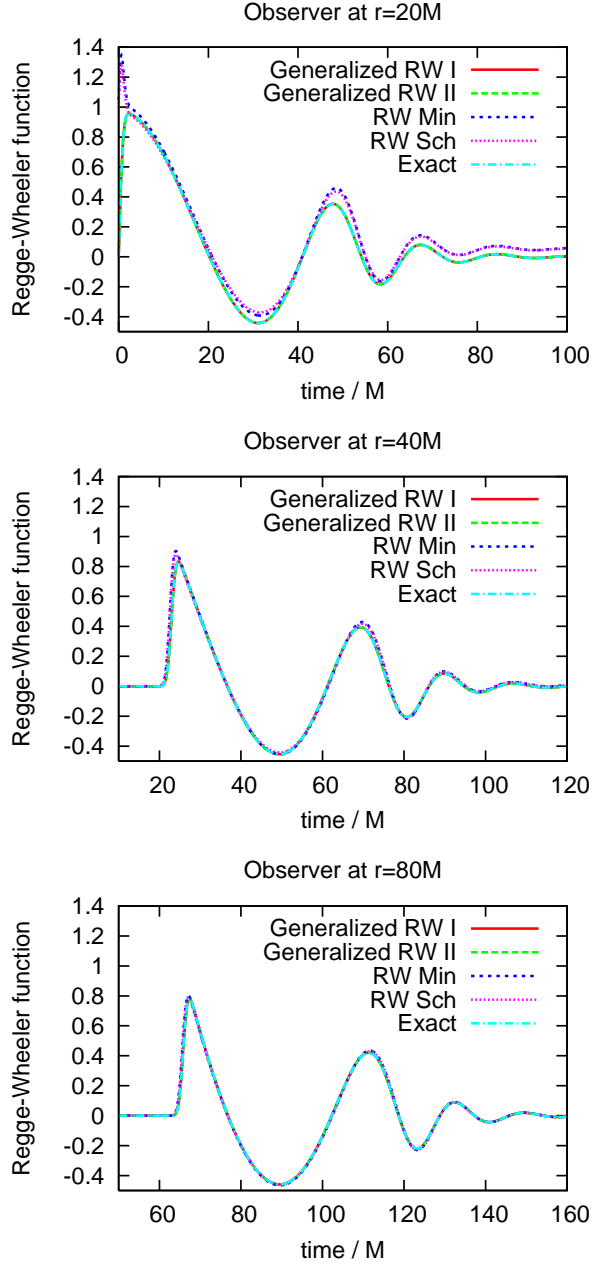 Observer at r=20M
Regge-Wheeler function
1.4
1.2
1
0.8
0.6
0.4
0.2
0
-0.2
-0.4
Generalized RW I
Generalized RW II
RW Min
RW Sch
Exact
0 20 40 60 80 100
time / M
Observer at r=40M
Regge-Wheeler function
1.4
1.2
1
0.8
0.6
0.4
0.2
0
-0.2
-0.4
Generalized RW I
Generalized RW II
RW Min
RW Sch
Exact
20 40 60 80 100 120
time / M
Observer at r=80M
Regge-Wheeler function
1.4
1.2
1
0.8
0.6
0.4
0.2
0
-0.2
-0.4
Generalized RW I
Generalized RW II
RW Min
RW Sch
Exact
60 80 100 120 140 160
time / M